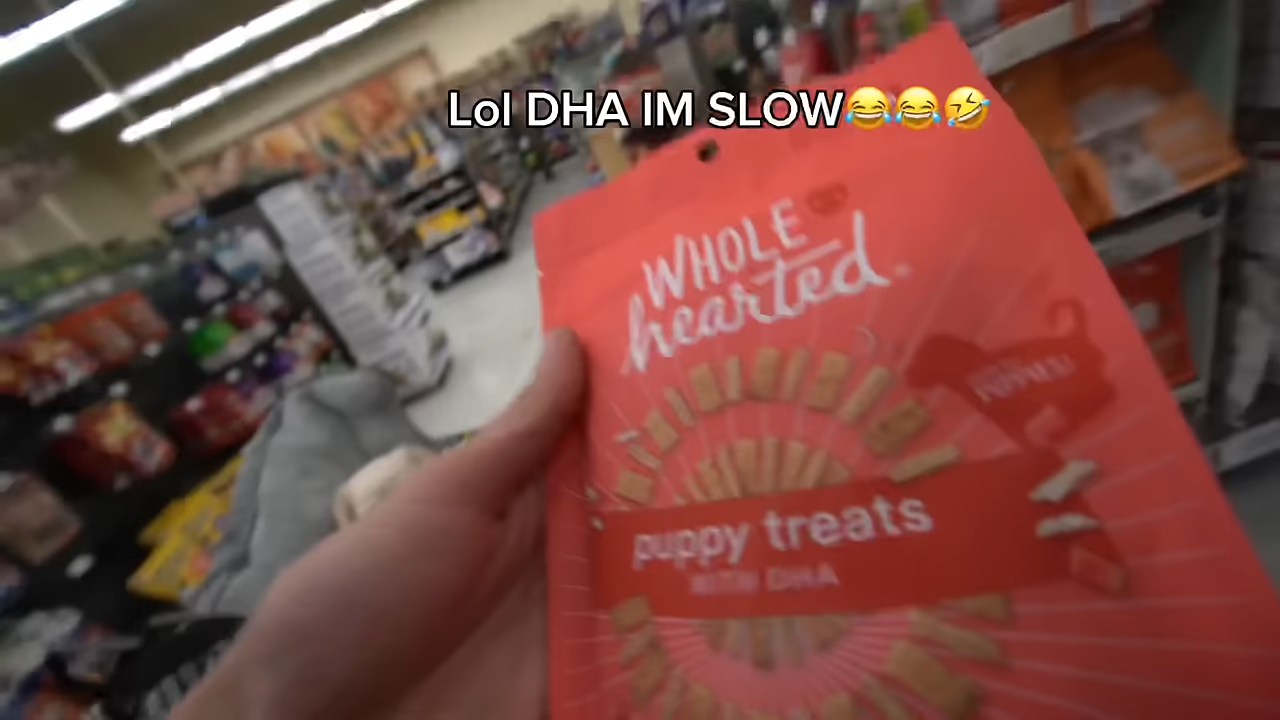 Lol DHA IM SLOW😂😂🤣
WHOLE
hearted
puppy treats
WITH DHA